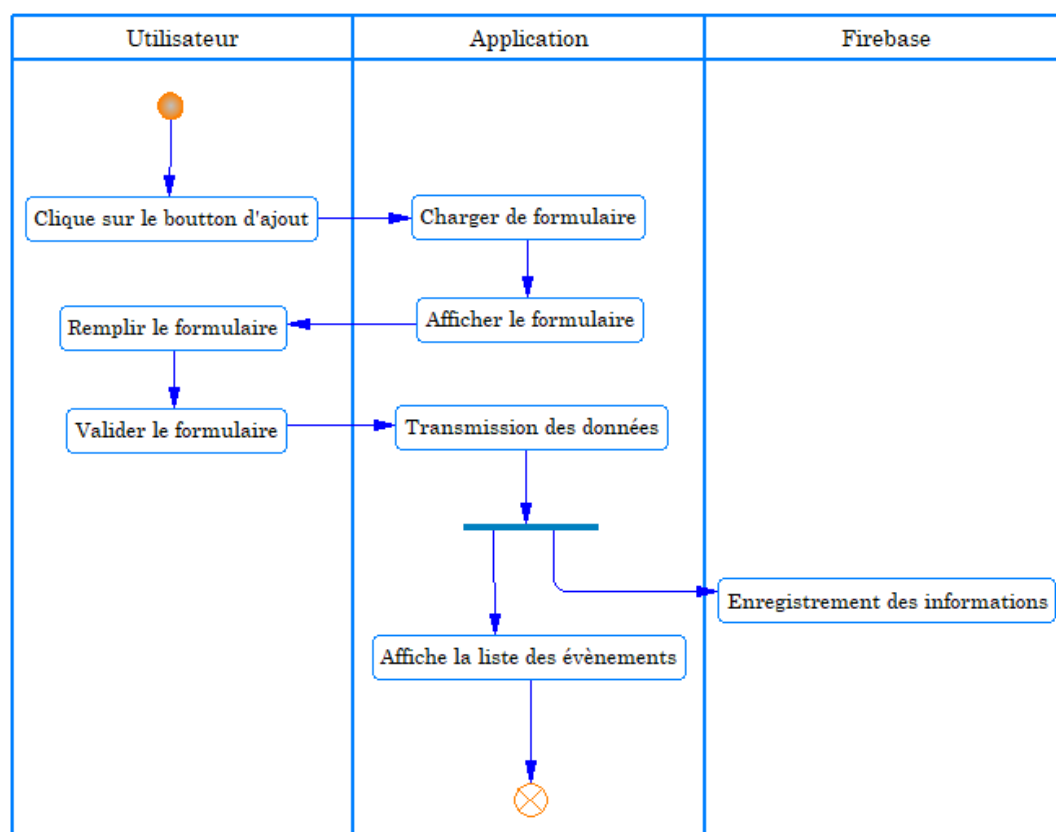 Utilisateur
Application
Firebase
Clique sur le boutton d'ajout
Charger de formulaire
Remplir le formulaire
Afficher le formulaire
Valider le formulaire
Transmission des données
Enregistrement des informations
Affiche la liste des évènements